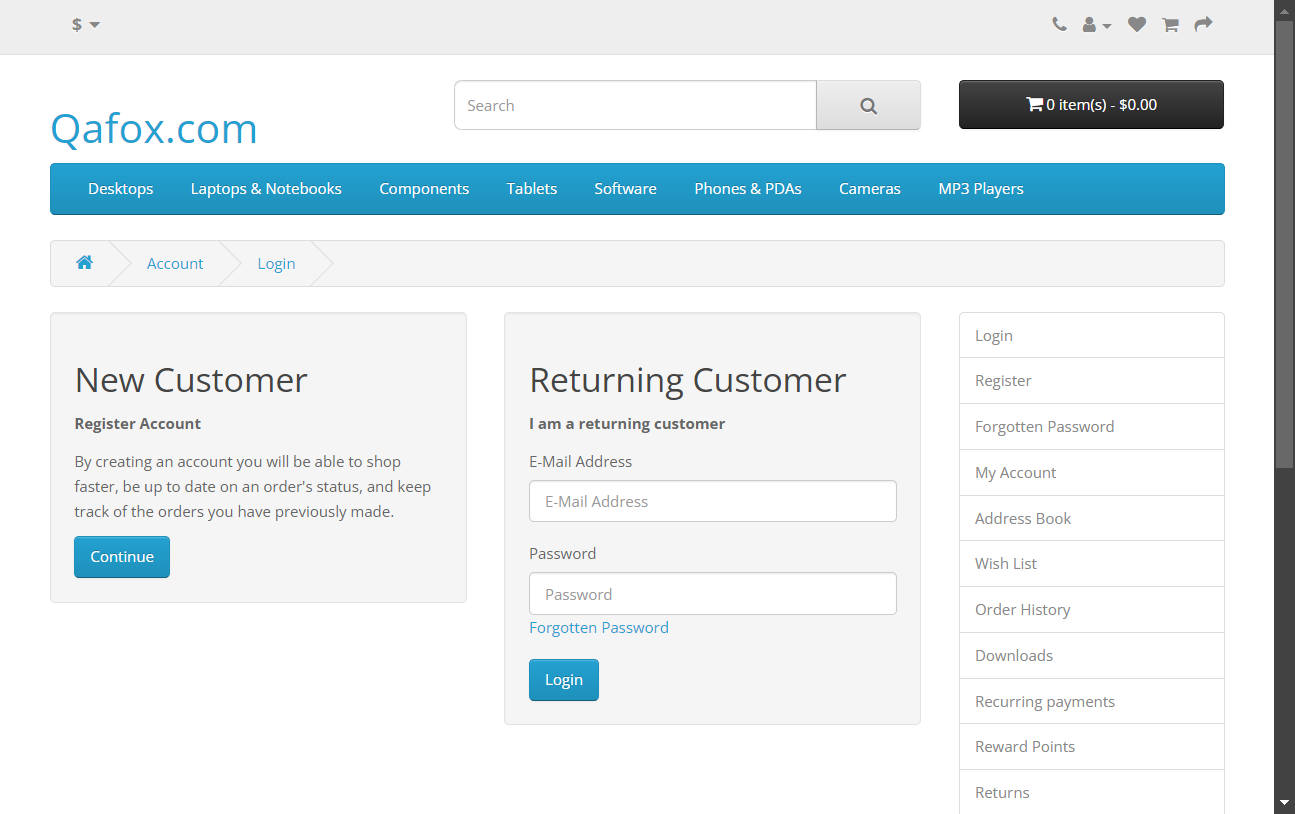 $
Search
0 item(s) - $0.00
Qafox.com
Desktops Laptops & Notebooks Components Tablets Software Phones & PDAs Cameras MP3 Players
Account Login
New Customer
Register Account
By creating an account you will be able to shop
faster, be up to date on an order's status, and keep
track of the orders you have previously made.
Continue
Returning Customer
I am a returning customer
E-Mail Address
E-Mail Address
Password
Password
Forgotten Password
Login
Login
Register
Forgotten Password
My Account
Address Book
Wish List
Order History
Downloads
Recurring payments
Reward Points
Returns